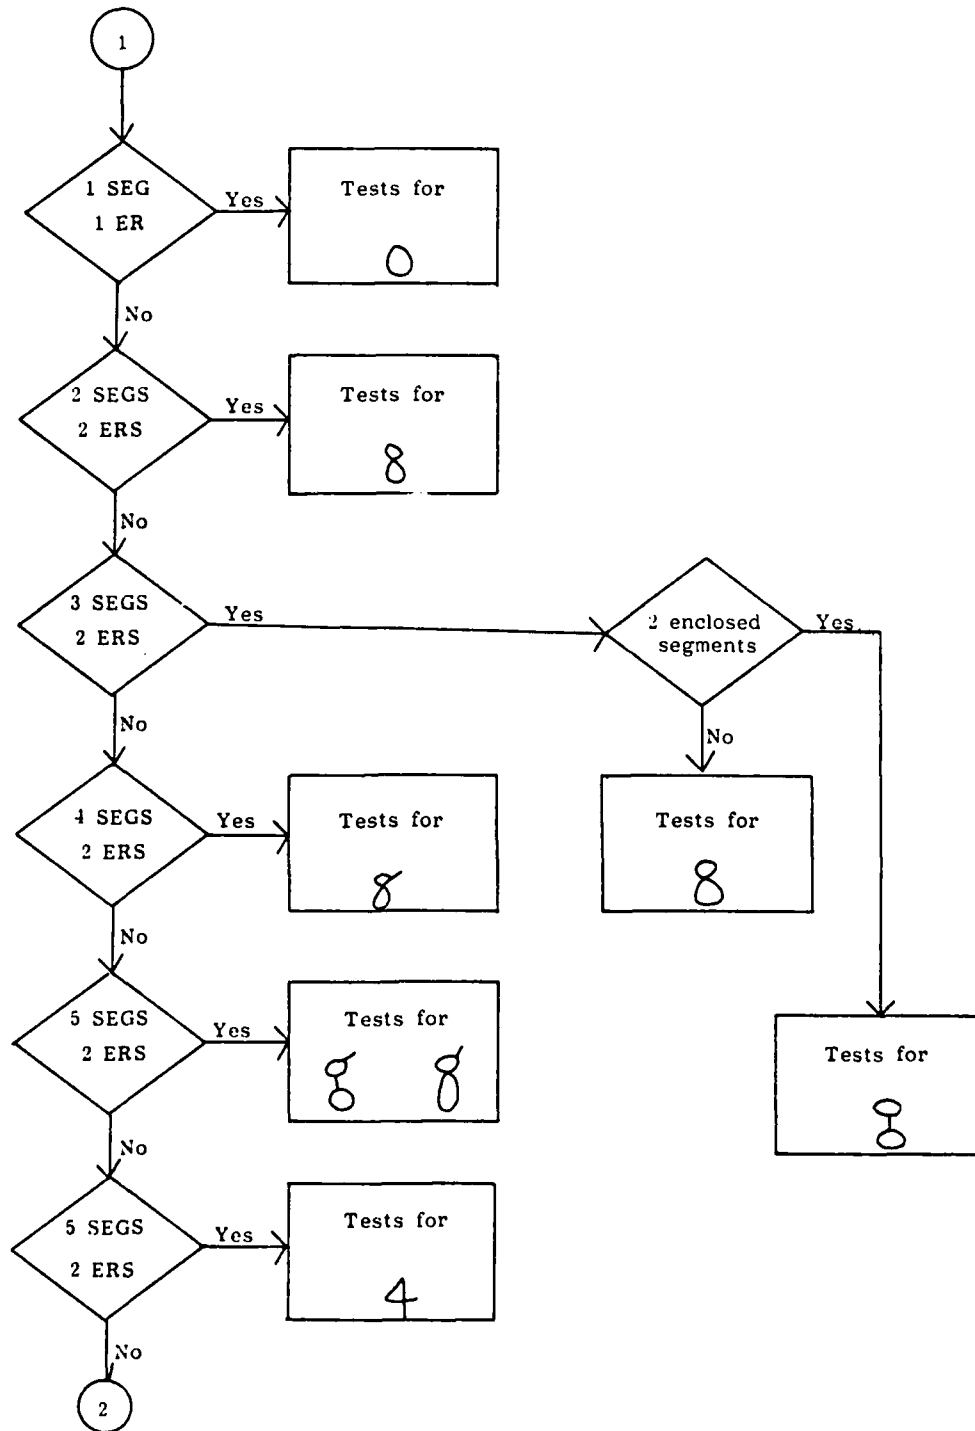 1
1 SEG
1 ER
Yes
Tests for
0
No
2 SEGS
2 ERS
Yes
Tests for
8
No
3 SEGS
2 ERS
Yes
2 enclosed
segments
Yes
No
No
4 SEGS
2 ERS
Yes
Tests for
8
Tests for
8
No
5 SEGS
2 ERS
Yes
Tests for
8 8
Tests for
8
No
5 SEGS
2 ERS
Yes
Tests for
4
No
2